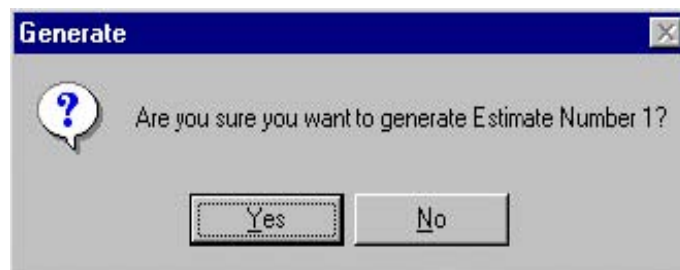 Generate
Are you sure you want to generate Estimate Number 1?
Yes No